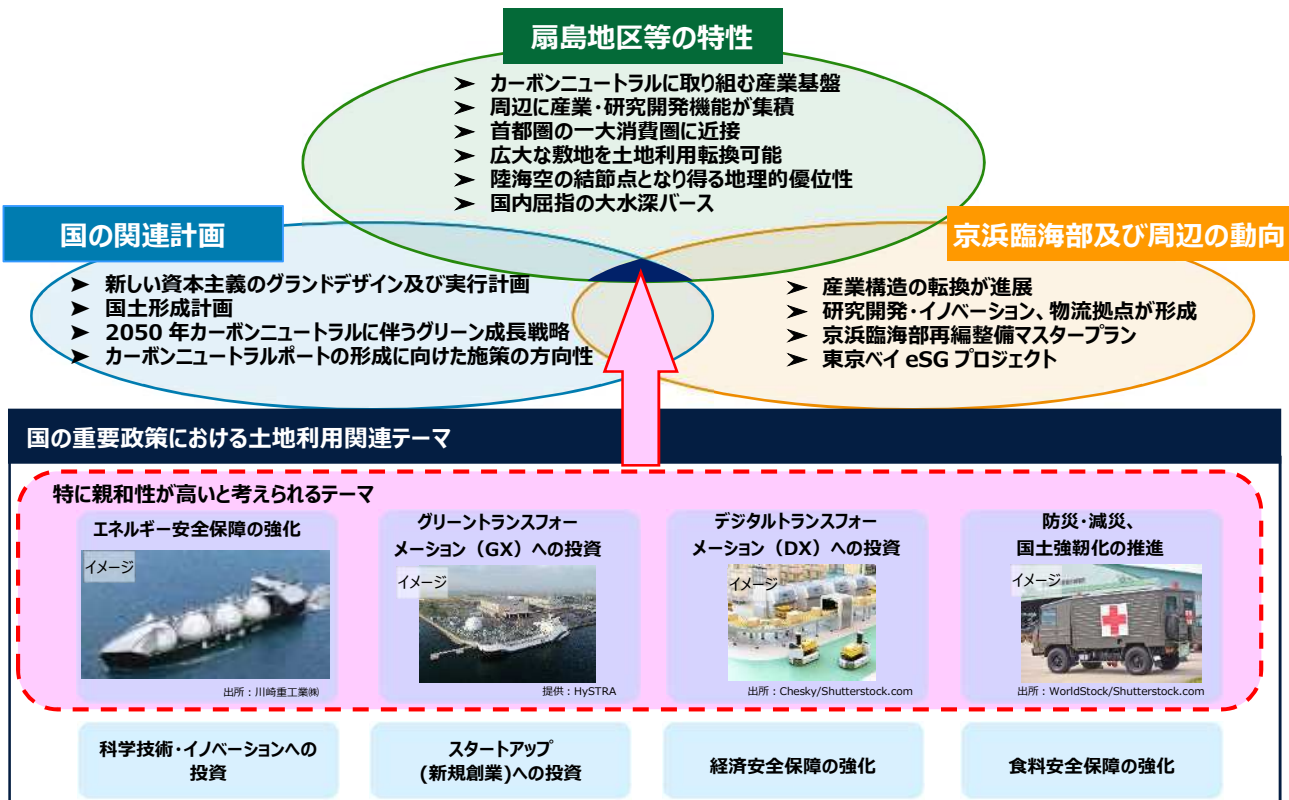 扇島地区等の特性
➤ カーボンニュートラルに取り組む産業基盤
➤ 周辺に産業・研究開発機能が集積
➤ 首都圏の一大消費圏に近接
➤ 広大な敷地を土地利用転換可能
➤ 陸海空の結節点となり得る地理的優位性
➤ 国内屈指の大水深バース
国の関連計画
➤ 新しい資本主義のグランドデザイン及び実行計画
➤ 国土形成計画
➤ 2050 年カーボンニュートラルに伴うグリーン成長戦略
➤ カーボンニュートラルポートの形成に向けた施策の方向性
京浜臨海部及び周辺の動向
➤ 産業構造の転換が進展
➤ 研究開発・イノベーション、物流拠点が形成
➤ 京浜臨海部再編整備マスタープラン
➤ 東京ベイ eSG プロジェクト
国の重要政策における土地利用関連テーマ
特に親和性が高いと考えられるテーマ
エネルギー安全保障の強化
イメージ
出所：川崎重工業㈱
グリーントランスフォー
メーション（GX）への投資
イメージ
提供：HySTRA
デジタルトランスフォー
メーション（DX）への投資
イメージ
出所：Chesky/Shutterstock.com
防災・減災、
国土強靭化の推進
イメージ
出所：WorldStock/Shutterstock.com
科学技術・イノベーションへの
投資
スタートアップ
(新規創業)への投資
経済安全保障の強化
食料安全保障の強化